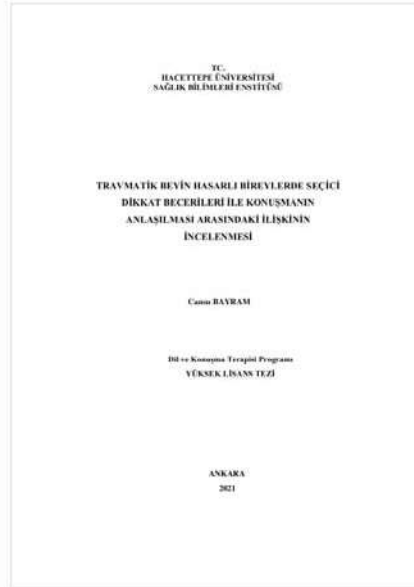 TC.
HACETTEPE ÜNİVERSİTESİ
SAĞLIK BİLİMLERİ ENSTİTÜSÜ
TRAVMATİK BEYİN HASARLI BİREYLERDE SEÇİCİ
DİKKAT BECERİLERİ İLE KONUŞMANIN
ANLAŞILMASI ARASINDAKİ İLİŞKİNİN
İNCELENMESİ
Cansu BAYRAM
Dil ve Konuşma Terapisi Programı
YÜKSEK LİSANS TEZİ
ANKARA
2021